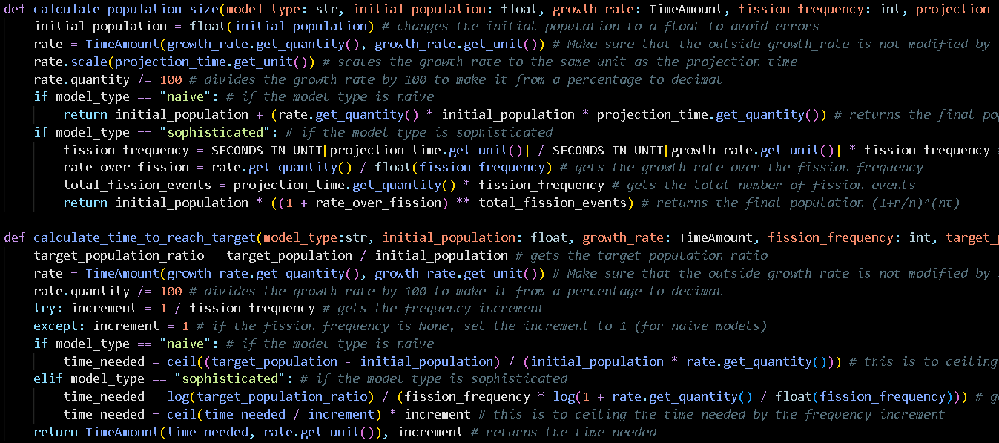 def calculate_population_size(model_type: str, initial_population: float, growth_rate: TimeAmount, fission_frequency: int, projection_
    initial_population = float(initial_population) # changes the initial population to a float to avoid errors
    rate = TimeAmount(growth_rate.get_quantity(), growth_rate.get_unit()) # Make sure that the outside growth_rate is not modified by
    rate.scale(projection_time.get_unit()) # scales the growth rate to the same unit as the projection time
    rate.quantity /= 100 # divides the growth rate by 100 to make it from a percentage to decimal
    if model_type == "naive": # if the model type is naive
        return initial_population + (rate.get_quantity() * initial_population * projection_time.get_quantity()) # returns the final po
    if model_type == "sophisticated": # if the model type is sophisticated
        fission_frequency = SECONDS_IN_UNIT[projection_time.get_unit()] / SECONDS_IN_UNIT[growth_rate.get_unit()] * fission_frequency #
        rate_over_fission = rate.get_quantity() / float(fission_frequency) # gets the growth rate over the fission frequency
        total_fission_events = projection_time.get_quantity() * fission_frequency # gets the total number of fission events
        return initial_population * ((1 + rate_over_fission) ** total_fission_events) # returns the final population (1+r/n)^(nt)
def calculate_time_to_reach_target(model_type:str, initial_population: float, growth_rate: TimeAmount, fission_frequency: int, target_p
    target_population_ratio = target_population / initial_population # gets the target population ratio
    rate = TimeAmount(growth_rate.get_quantity(), growth_rate.get_unit()) # Make sure that the outside growth_rate is not modified by
    rate.quantity /= 100 # divides the growth rate by 100 to make it from a percentage to decimal
    try: increment = 1 / fission_frequency # gets the frequency increment
    except: increment = 1 # if the fission frequency is None, set the increment to 1 (for naive models)
    if model_type == "naive": # if the model type is naive
        time_needed = ceil((target_population - initial_population) / (initial_population * rate.get_quantity())) # this is to ceiling
    elif model_type == "sophisticated": # if the model type is sophisticated
        time_needed = log(target_population_ratio) / (fission_frequency * log(1 + rate.get_quantity() / float(fission_frequency))) # g
        time_needed = ceil(time_needed / increment) * increment # this is to ceiling the time needed by the frequency increment
    return TimeAmount(time_needed, rate.get_unit()), increment # returns the time needed